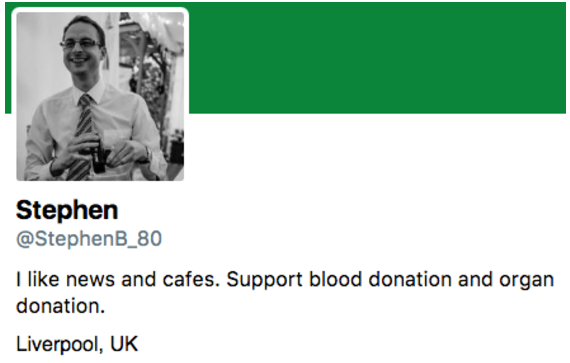 Stephen
@StephenB_80
I like news and cafes. Support blood donation and organ
donation.
Liverpool, UK